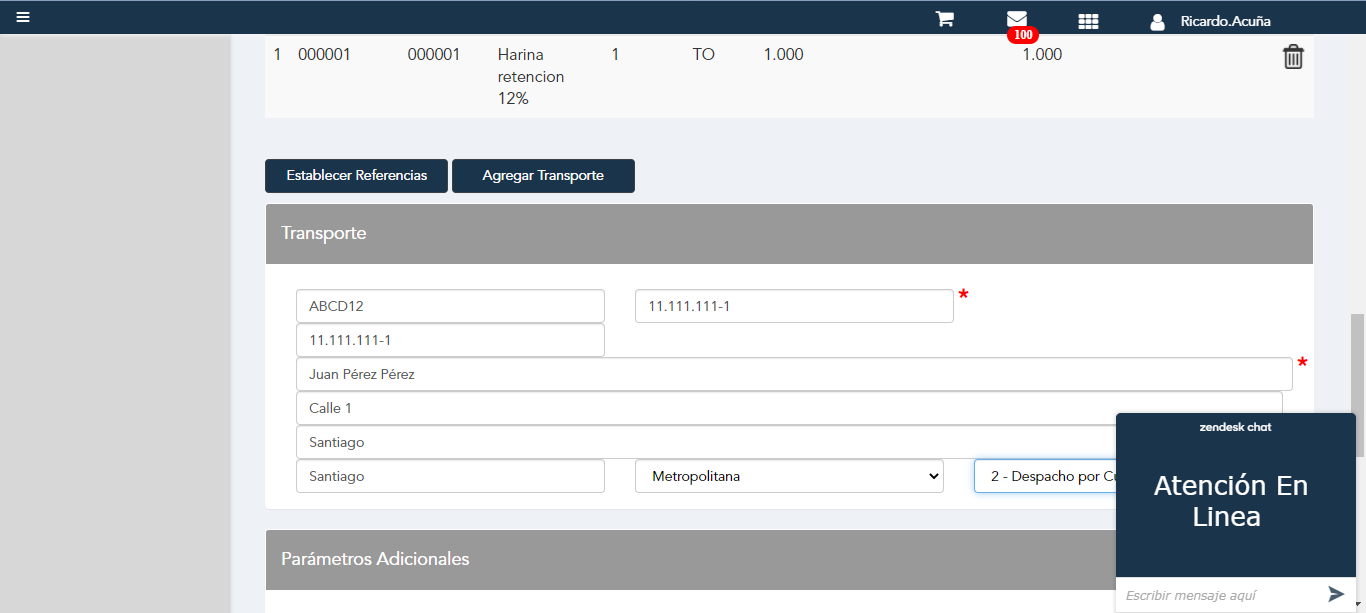 100
Ricardo.Acuña
1 000001 000001 Harina 1 TO 1.000 1.000
retencion
12%
Establecer Referencias Agregar Transporte
Transporte
ABCD12 11.111.111-1 *
11.111.111-1
Juan Pérez Pérez *
Calle 1
Santiago
Santiago Metropolitana 2 - Despacho por
Parámetros Adicionales
zendesk chat
Atención En
Linea
Escribir mensaje aquí